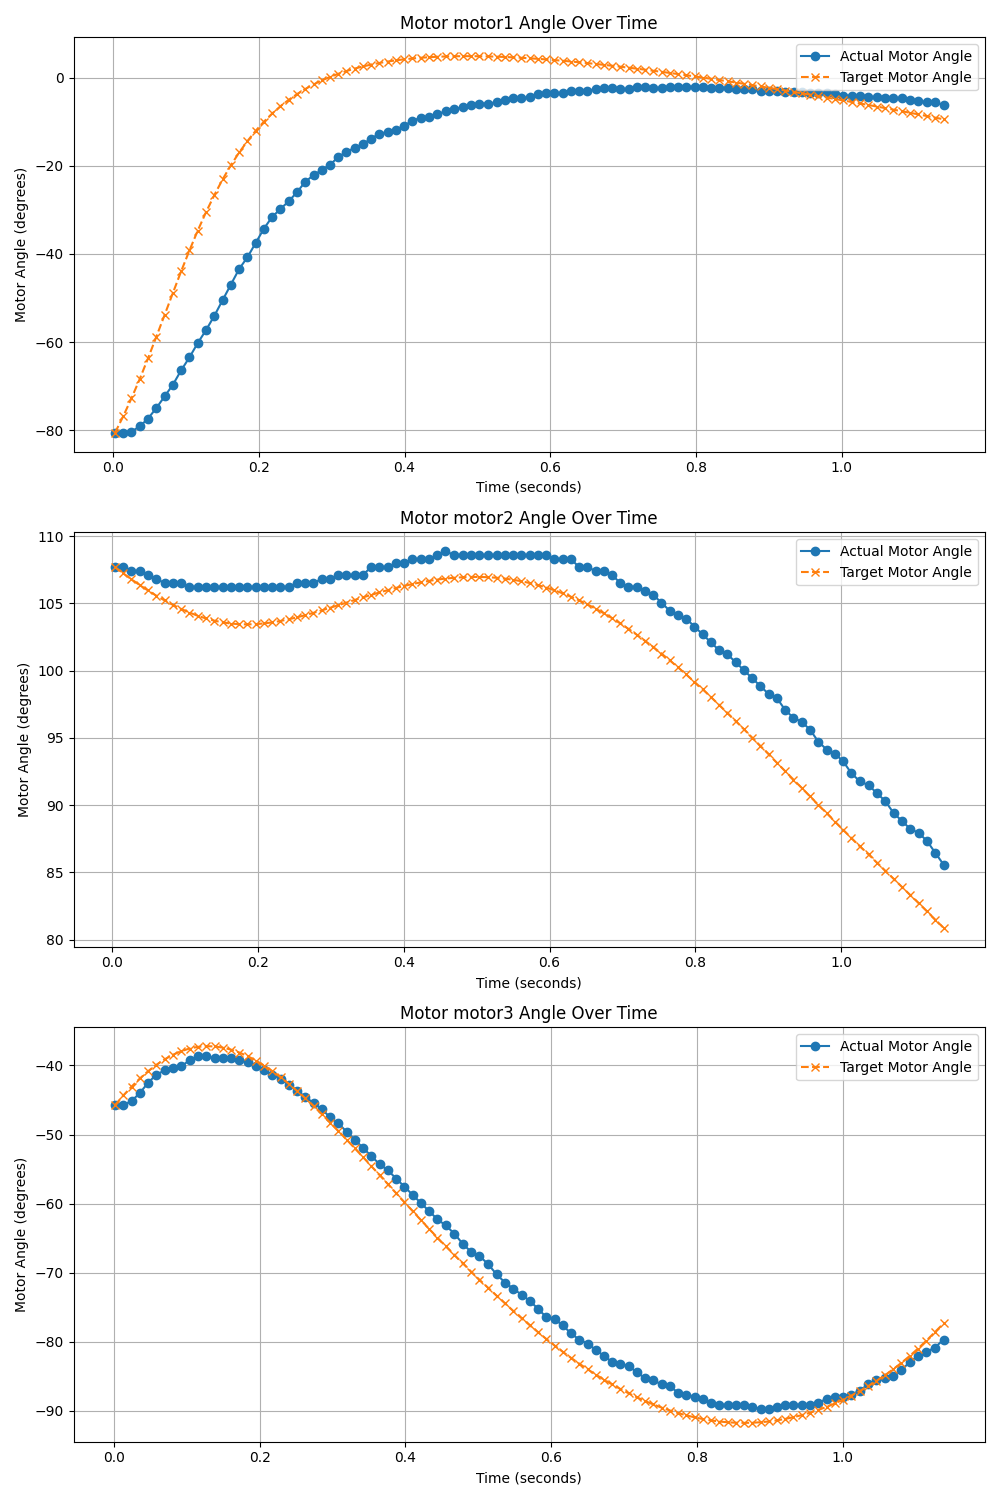 Motor motor1 Angle Over Time
Actual Motor Angle
Target Motor Angle
0
−20
−40
−60
−80
Motor Angle (degrees)
0.0 0.2 0.4 0.6 0.8 1.0
Time (seconds)
Motor motor2 Angle Over Time
Actual Motor Angle
Target Motor Angle
110
105
100
95
90
85
80
Motor Angle (degrees)
0.0 0.2 0.4 0.6 0.8 1.0
Time (seconds)
Motor motor3 Angle Over Time
Actual Motor Angle
Target Motor Angle
−40
−50
−60
−70
−80
−90
Motor Angle (degrees)
0.0 0.2 0.4 0.6 0.8 1.0
Time (seconds)